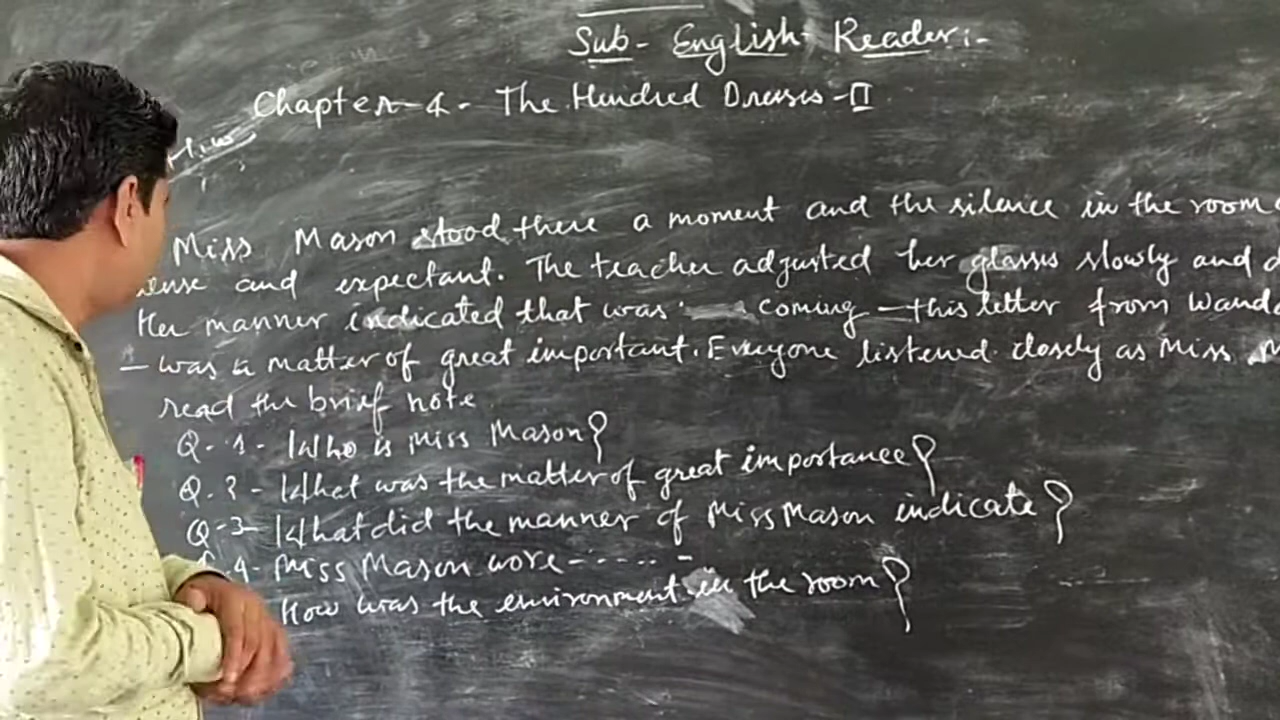 Sub- English Reader:-
Chapter-4- The Hundred Dresses-II
H.W
Miss Mason stood there a moment and the silence in the room
tense and expectant. The teacher adjusted her glasses slowly and
Her manner indicated that was coming - this letter from Wanda
- was a matter of great important. Everyone listened closely as Miss M
read the brief note
Q.1- Who is Miss Mason?
Q.2- What was the matter of great importance?
Q-3- What did the manner of Miss Mason indicate?
Q.4- Miss Mason wore ------
How was the environment in the room?